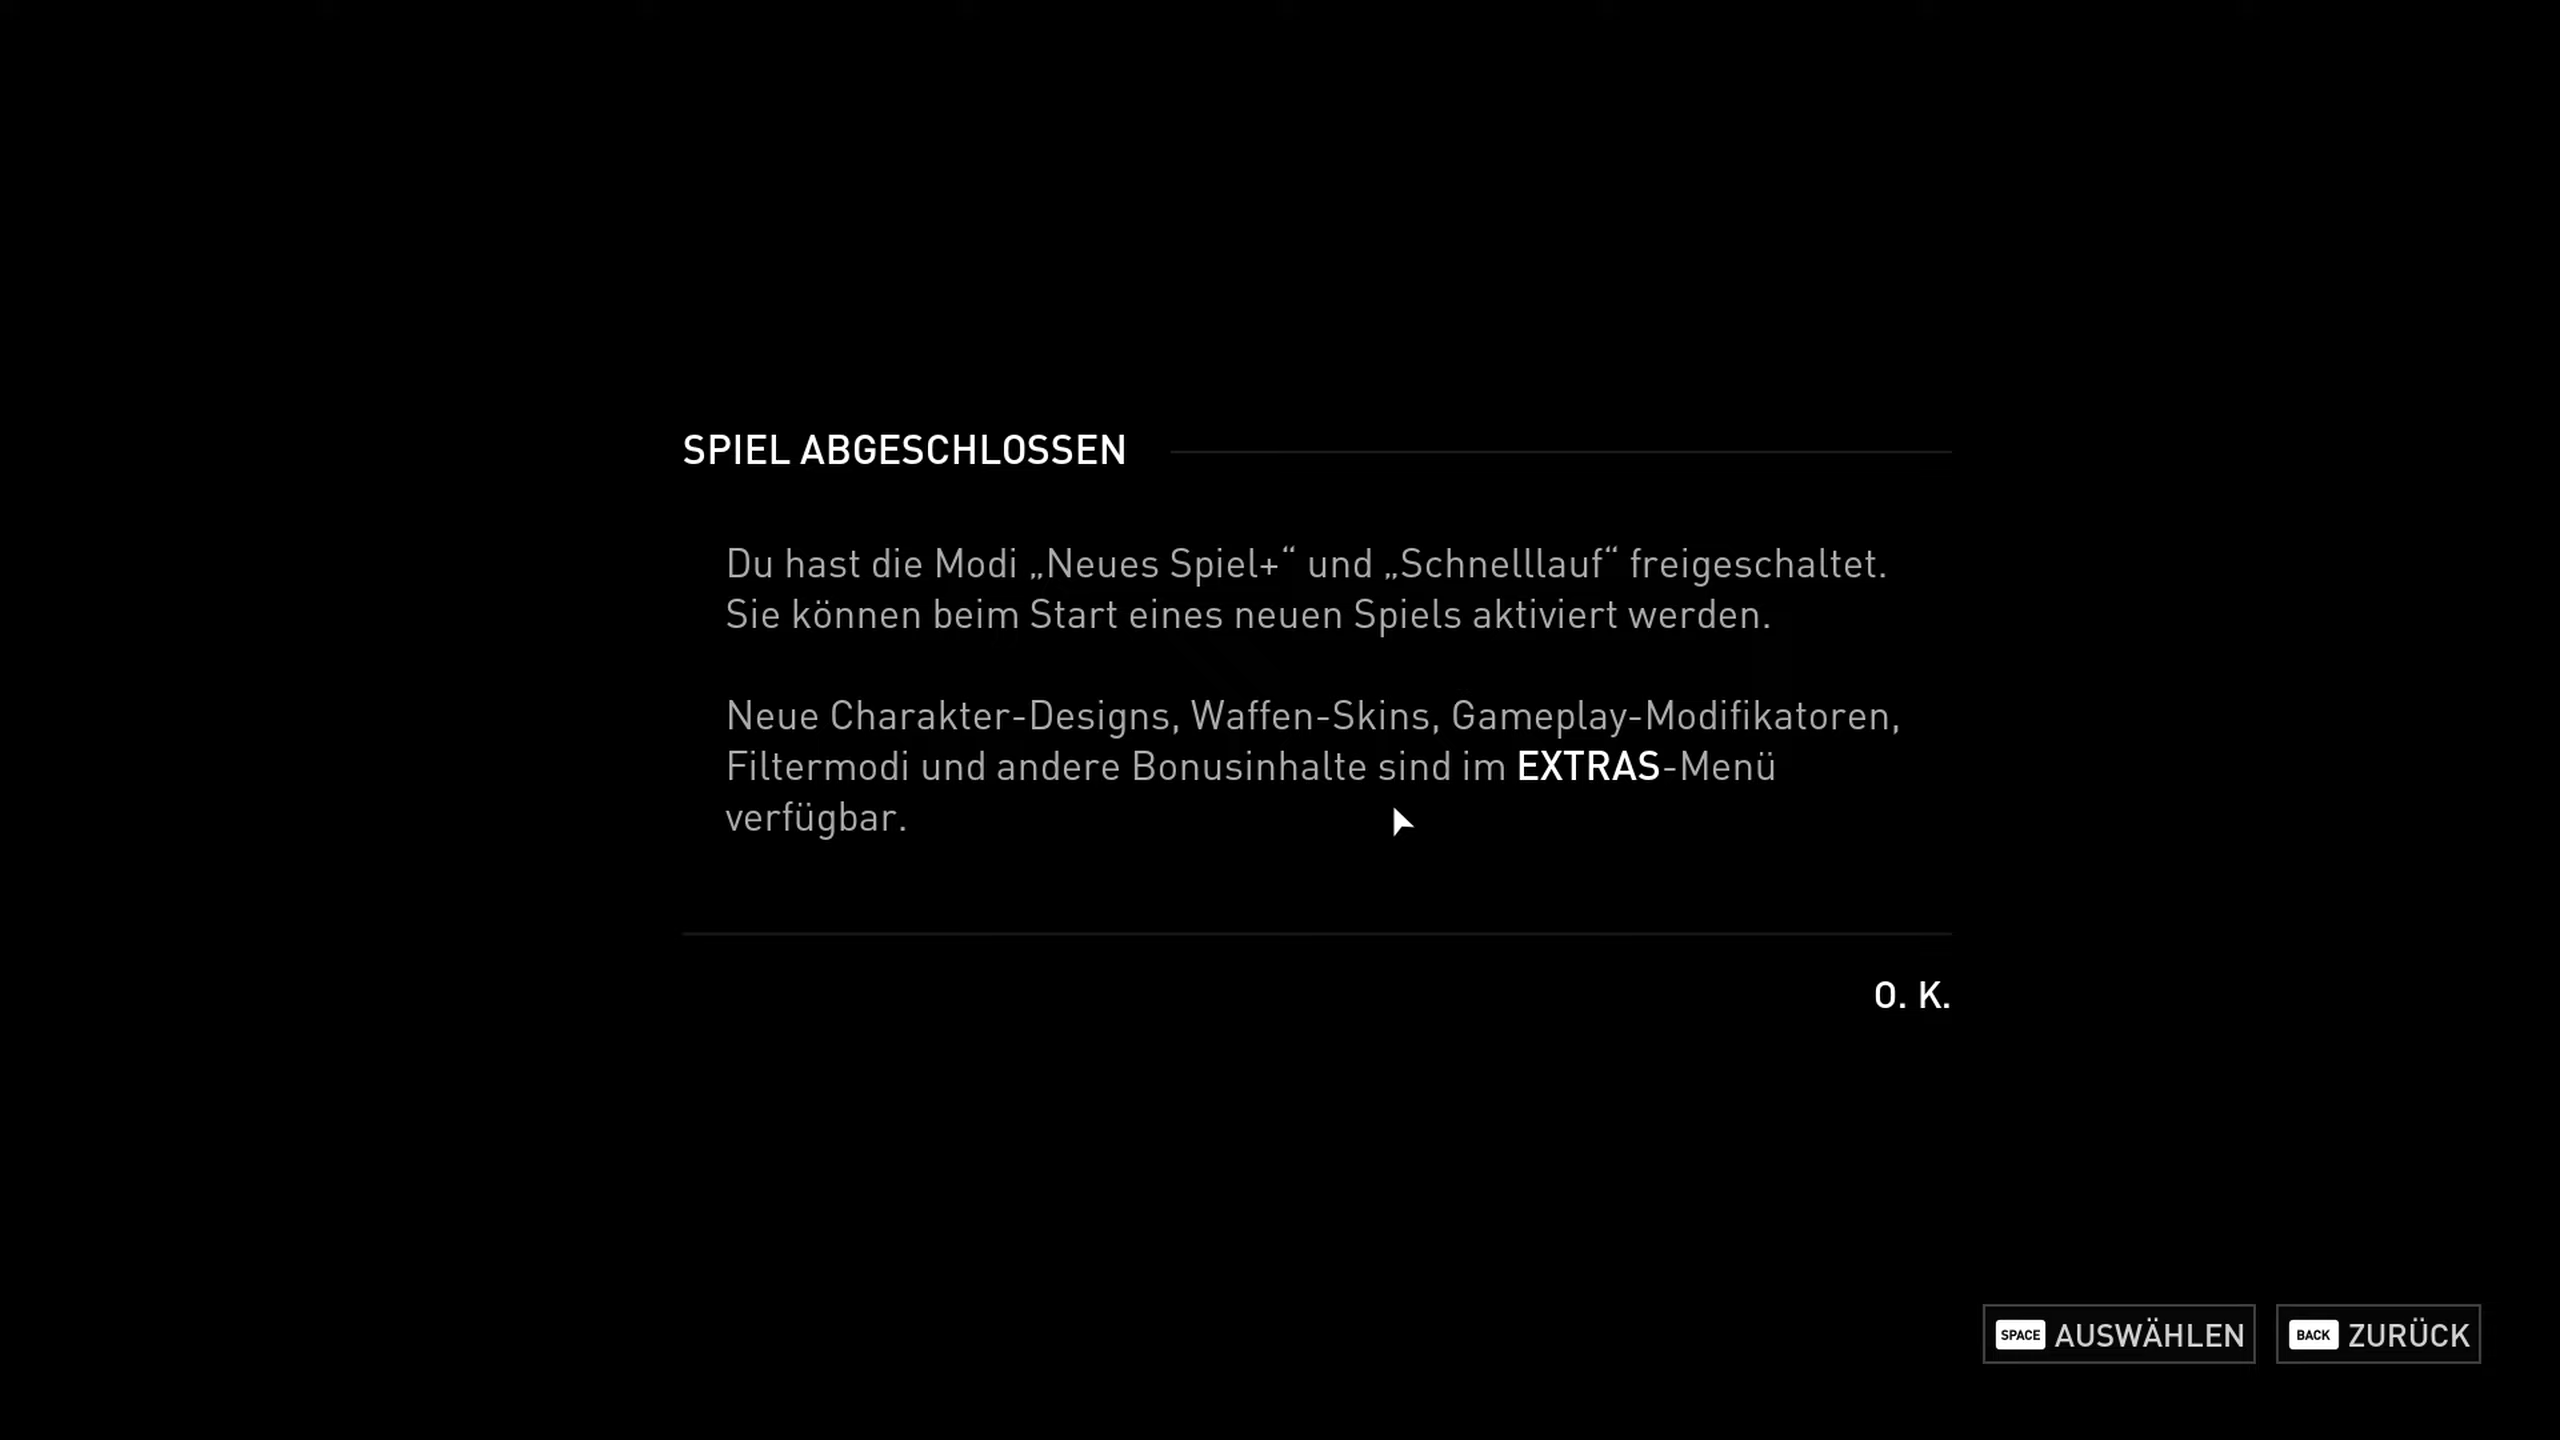 SPIEL ABGESCHLOSSEN
Du hast die Modi „Neues Spiel+“ und „Schnelllauf“ freigeschaltet.
Sie können beim Start eines neuen Spiels aktiviert werden.
Neue Charakter-Designs, Waffen-Skins, Gameplay-Modifikatoren,
Filtermodi und andere Bonusinhalte sind im EXTRAS-Menü
verfügbar.
O. K.
SPACE AUSWÄHLEN BACK ZURÜCK